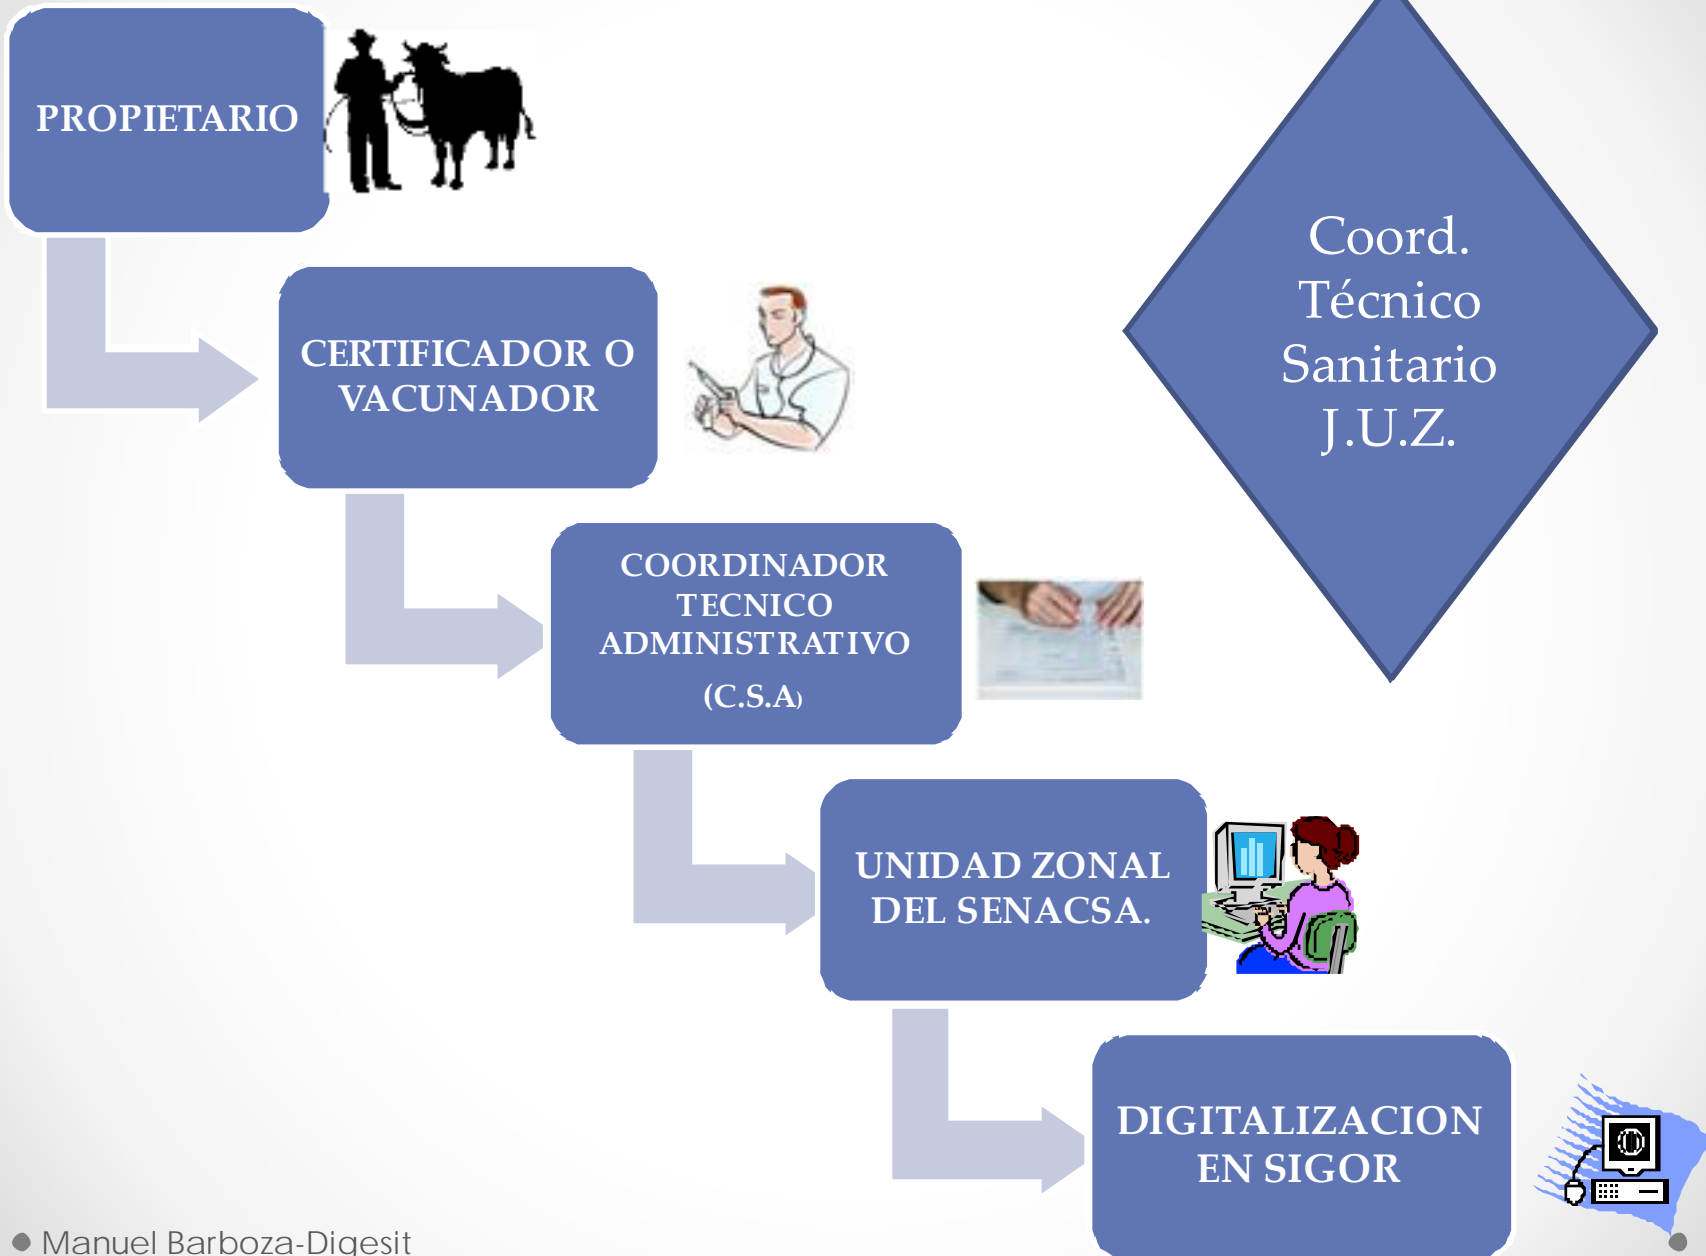 PROPIETARIO
CERTIFICADOR O
VACUNADOR
COORDINADOR
TECNICO
ADMINISTRATIVO
(C.S.A)
UNIDAD ZONAL
DEL SENACSA.
DIGITALIZACION
EN SIGOR
Coord.
Técnico
Sanitario
J.U.Z.
Manuel Barboza-Digesit